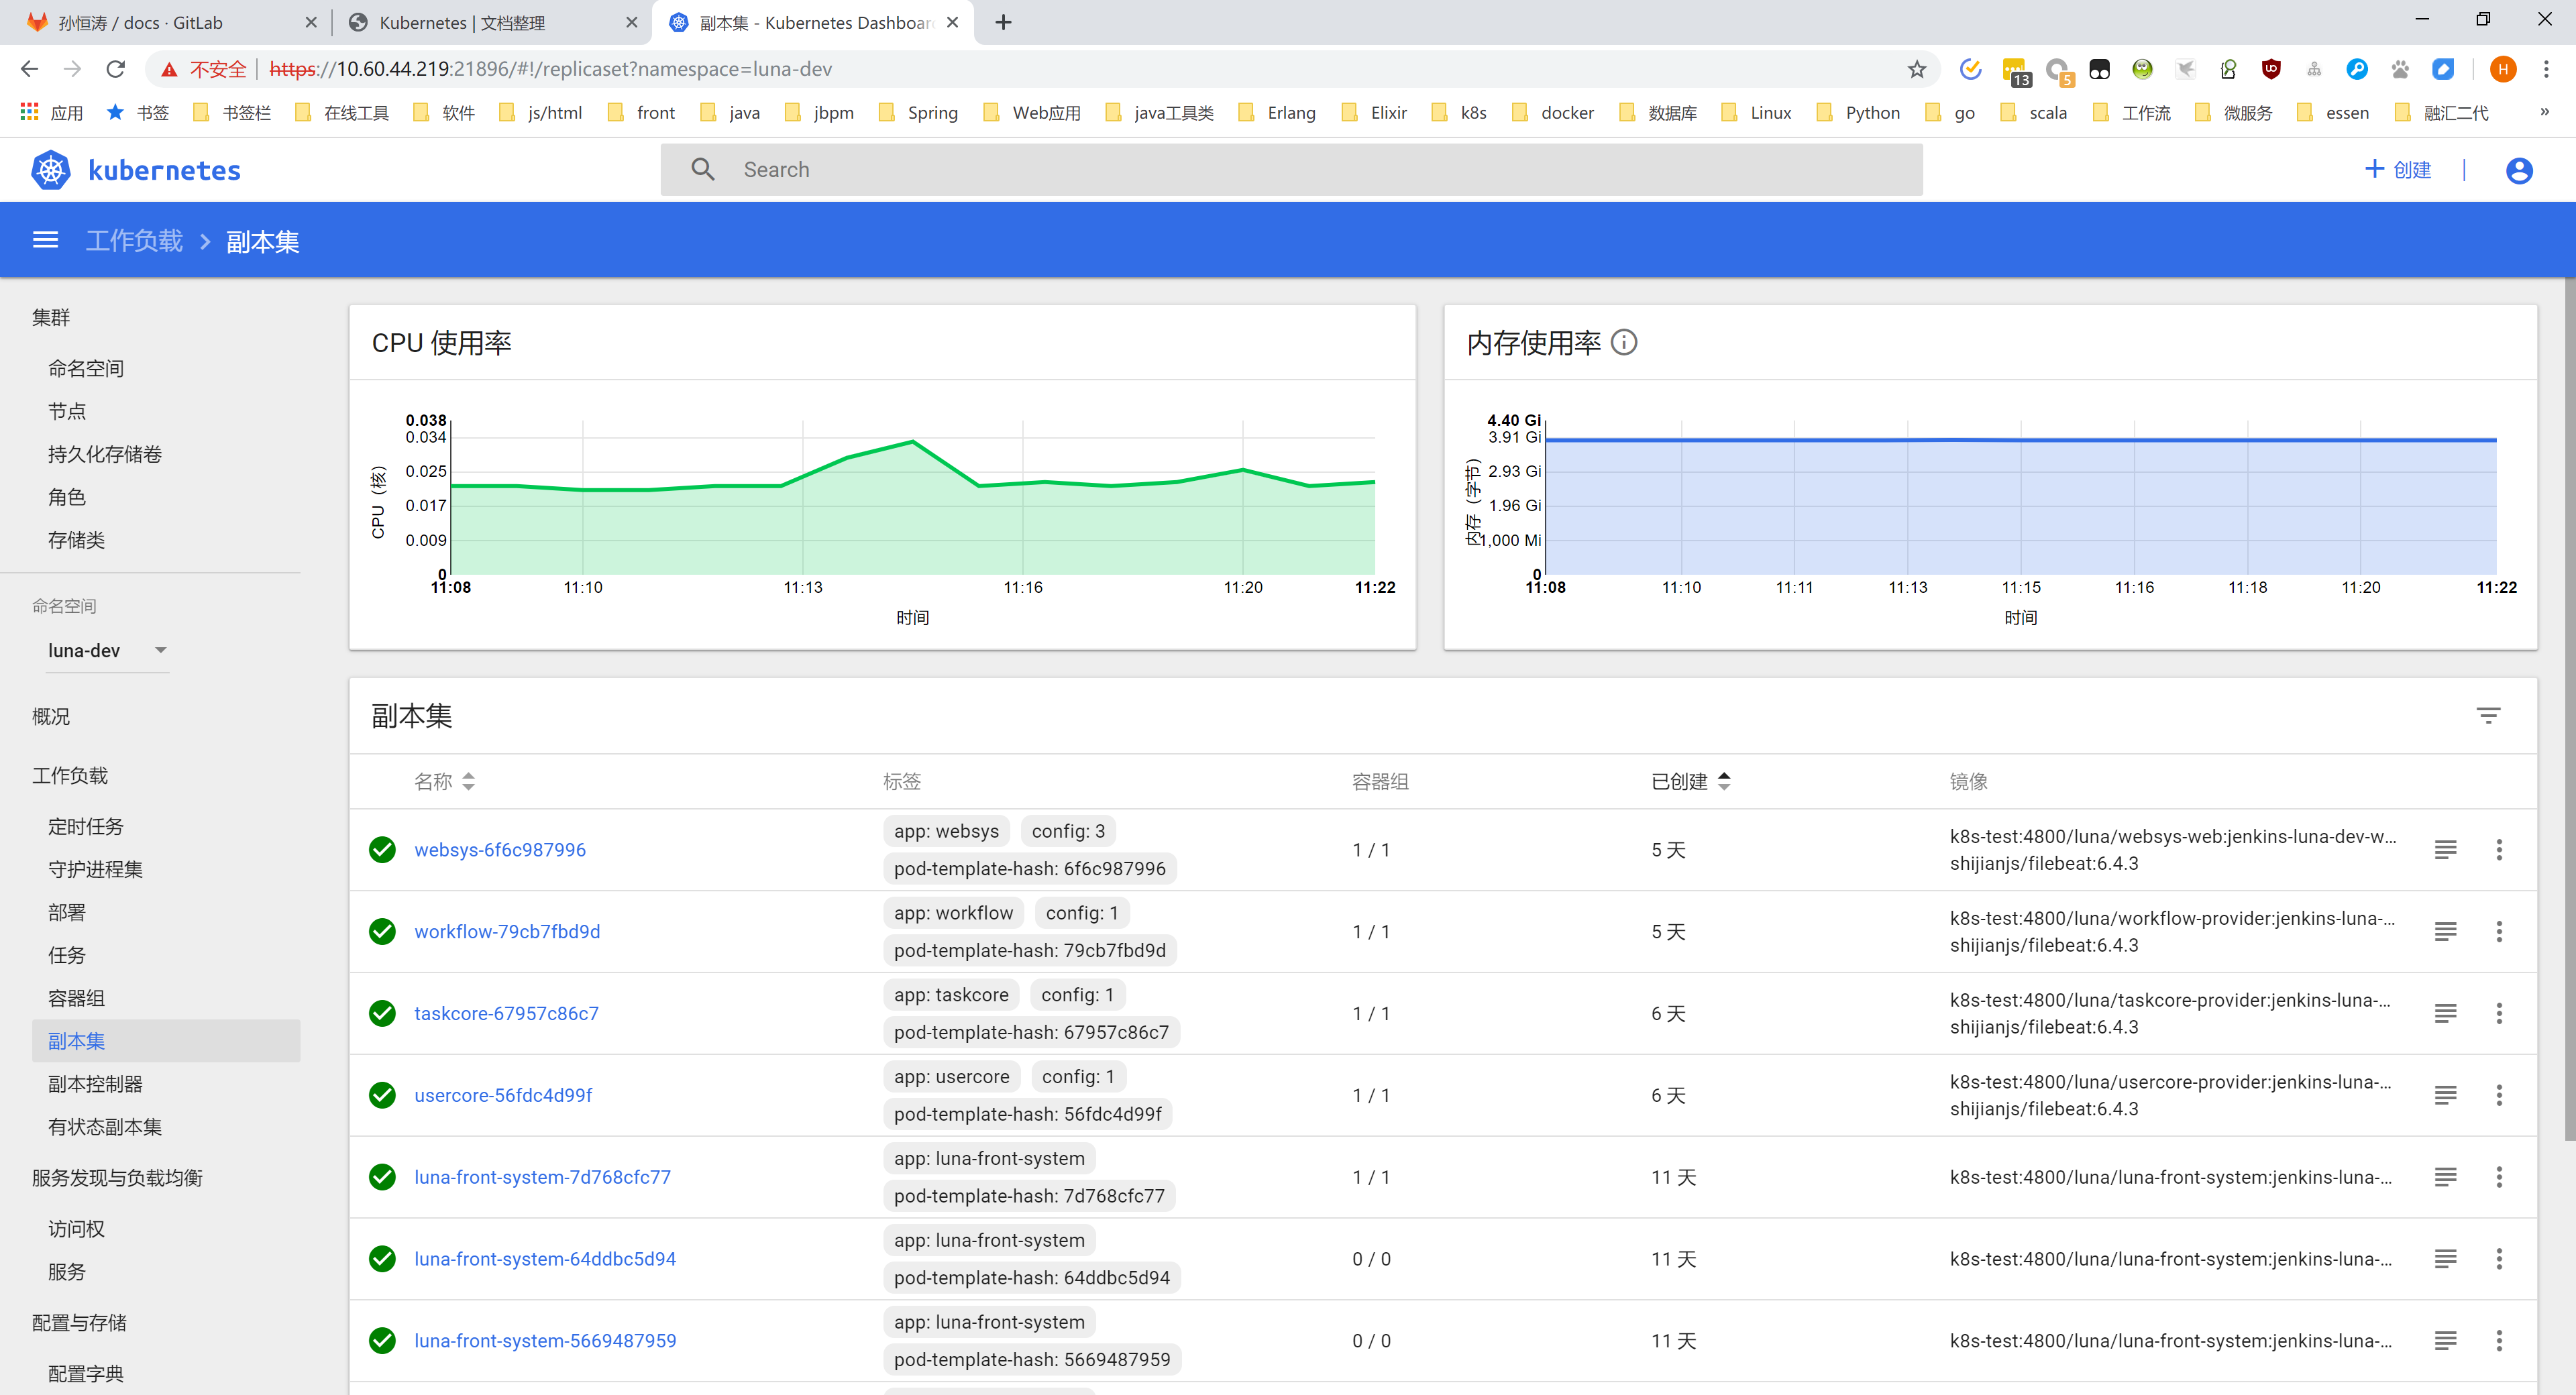 孙恒涛 / docs · GitLab
Kubernetes | 文档整理
副本集 - Kubernetes Dashboar
不安全 | https://10.60.44.219:21896/#!/replicaset?namespace=luna-dev
13
5
H
应用 书签 书签栏 在线工具 软件 js/html front java jbpm Spring Web应用 java工具类 Erlang Elixir k8s docker 数据库 Linux Python go scala 工作流 微服务 essen 融汇二代 »
kubernetes
Search
+ 创建 |
工作负载 > 副本集
集群
命名空间
节点
持久化存储卷
角色
存储类
命名空间
luna-dev
概况
工作负载
定时任务
守护进程集
部署
任务
容器组
副本集
副本控制器
有状态副本集
服务发现与负载均衡
访问权
服务
配置与存储
配置字典
CPU 使用率
CPU（核）
0.038
0.034
0.025
0.017
0.009
0
11:08 11:10 11:13 11:16 11:20 11:22
时间
内存使用率
内存（字节）
4.40 Gi
3.91 Gi
2.93 Gi
1.96 Gi
1,000 Mi
0
11:08 11:10 11:11 11:13 11:15 11:16 11:18 11:20 11:22
时间
副本集
名称 标签 容器组 已创建 镜像
websys-6f6c987996
app: websys config: 3
pod-template-hash: 6f6c987996
1 / 1
5 天
k8s-test:4800/luna/websys-web:jenkins-luna-dev-w...
shijianjs/filebeat:6.4.3
workflow-79cb7fbd9d
app: workflow config: 1
pod-template-hash: 79cb7fbd9d
1 / 1
5 天
k8s-test:4800/luna/workflow-provider:jenkins-luna-...
shijianjs/filebeat:6.4.3
taskcore-67957c86c7
app: taskcore config: 1
pod-template-hash: 67957c86c7
1 / 1
6 天
k8s-test:4800/luna/taskcore-provider:jenkins-luna-...
shijianjs/filebeat:6.4.3
usercore-56fdc4d99f
app: usercore config: 1
pod-template-hash: 56fdc4d99f
1 / 1
6 天
k8s-test:4800/luna/usercore-provider:jenkins-luna-...
shijianjs/filebeat:6.4.3
luna-front-system-7d768cfc77
app: luna-front-system
pod-template-hash: 7d768cfc77
1 / 1
11 天
k8s-test:4800/luna/luna-front-system:jenkins-luna-...
luna-front-system-64ddbc5d94
app: luna-front-system
pod-template-hash: 64ddbc5d94
0 / 0
11 天
k8s-test:4800/luna/luna-front-system:jenkins-luna-...
luna-front-system-5669487959
app: luna-front-system
pod-template-hash: 5669487959
0 / 0
11 天
k8s-test:4800/luna/luna-front-system:jenkins-luna-...